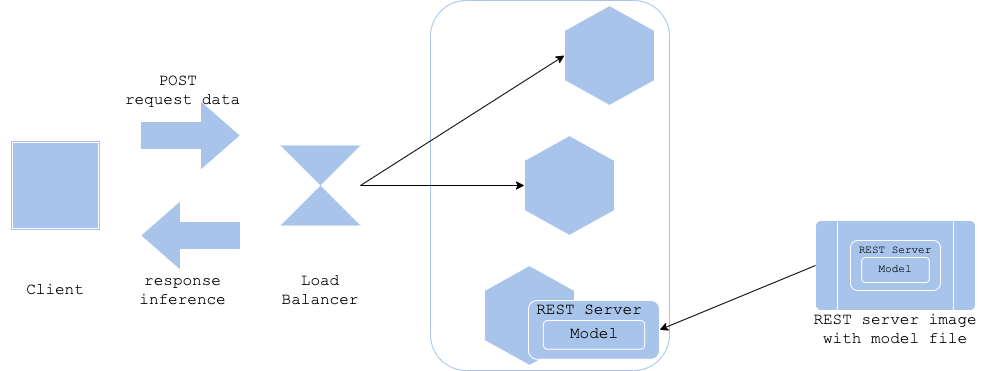 POST
request data
Client
response
inference
Load
Balancer
REST Server
Model
REST Server
Model
REST server image
with model file